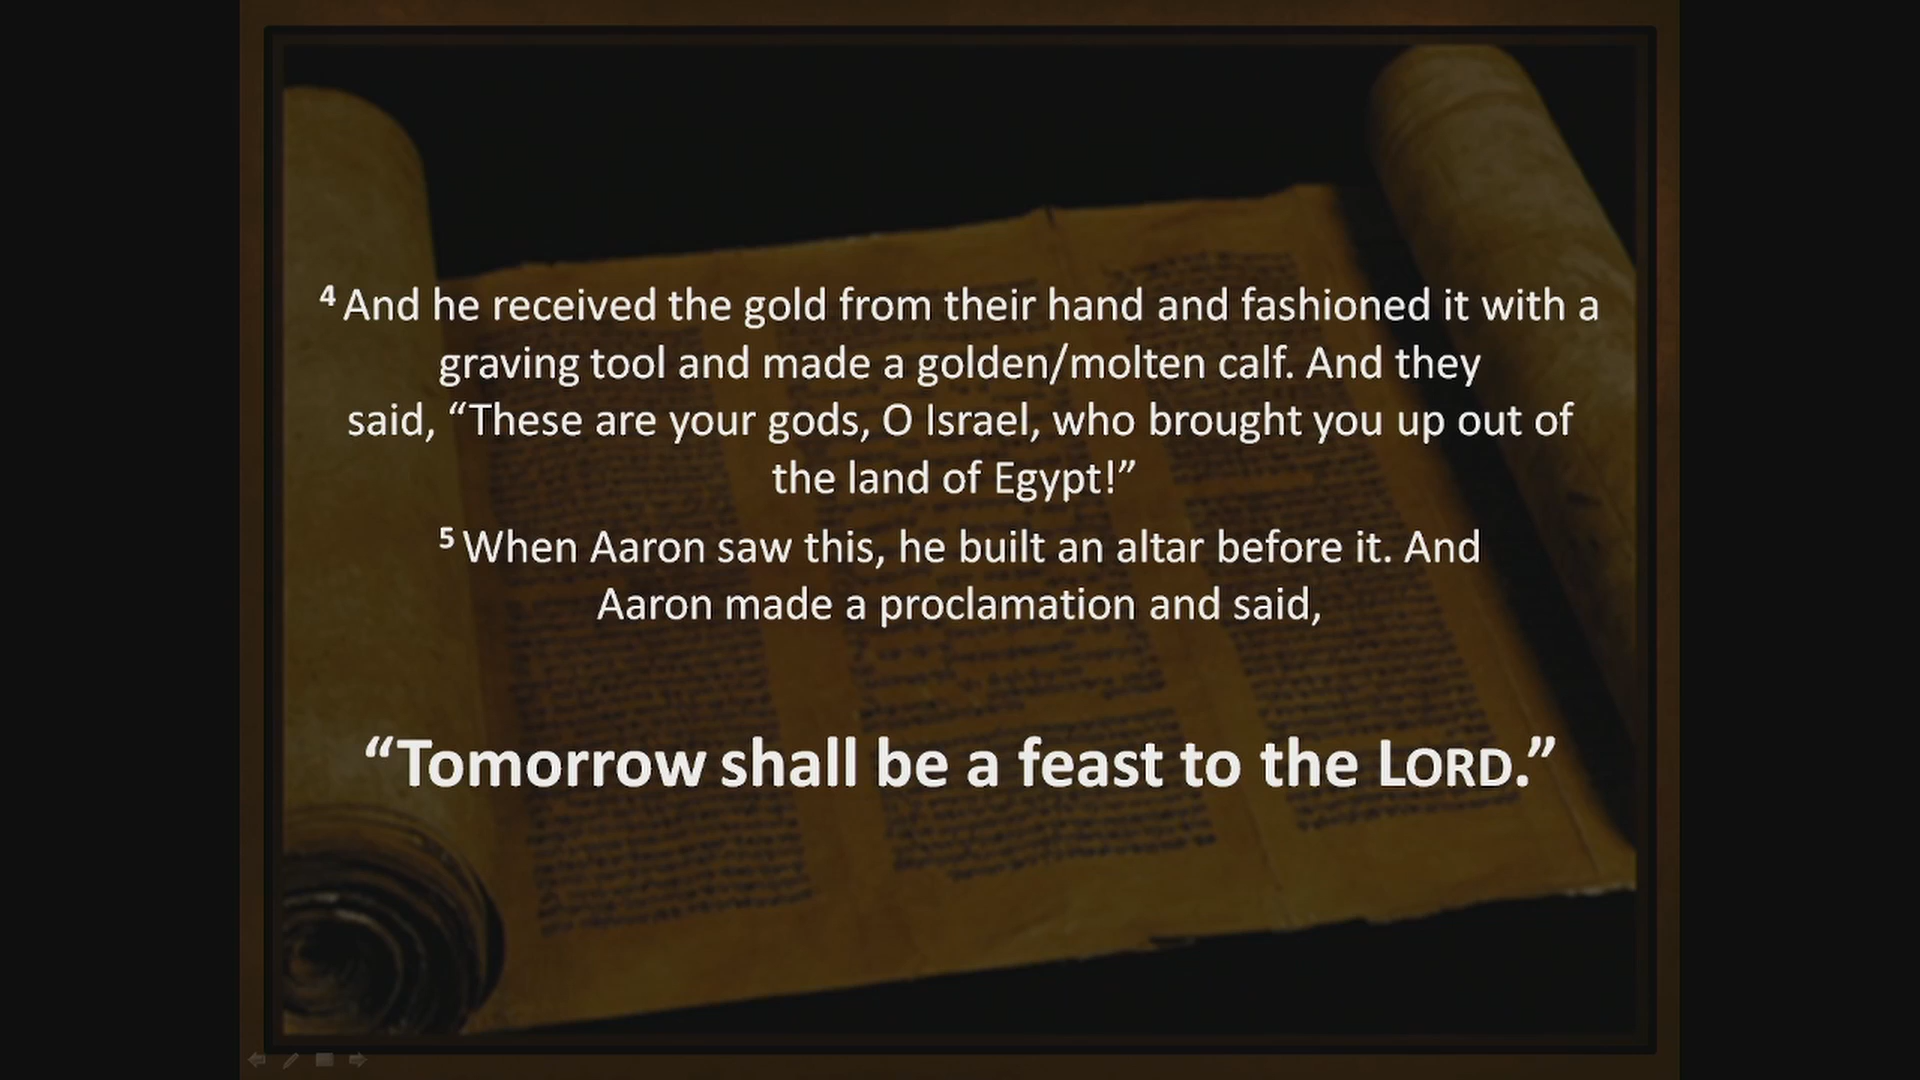 4 And he received the gold from their hand and fashioned it with a
graving tool and made a golden/molten calf. And they
said, “These are your gods, O Israel, who brought you up out of
the land of Egypt!”
5 When Aaron saw this, he built an altar before it. And
Aaron made a proclamation and said,
“Tomorrow shall be a feast to the LORD.”